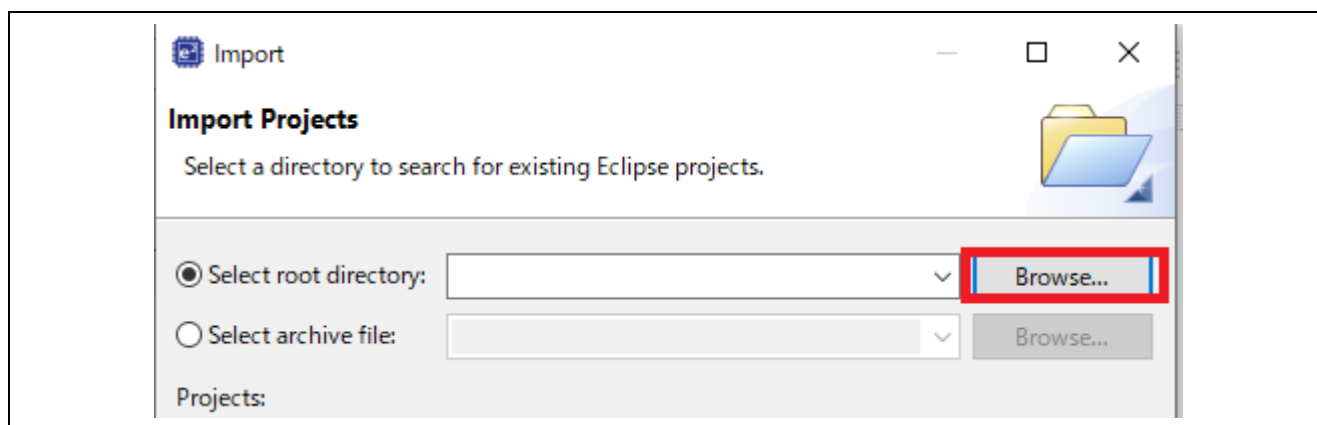 Import
Import Projects
Select a directory to search for existing Eclipse projects.
Select root directory: Browse...
Select archive file: Browse...
Projects: